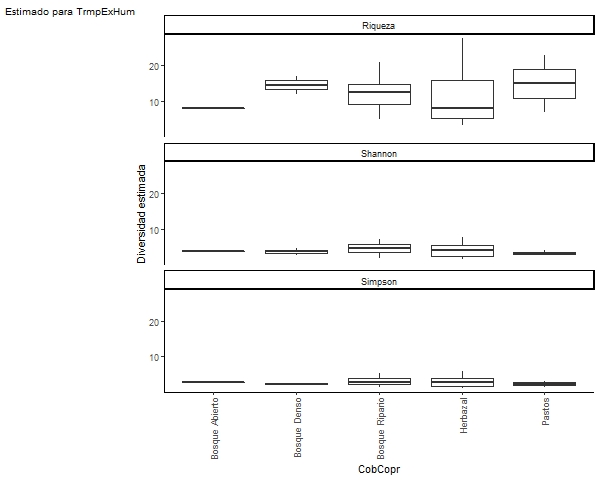 Estimado para TrmpExHum
Riqueza
20
10
Shannon
20
10
Simpson
20
10
Diversidad estimada
Bosque Abierto
Bosque Denso
Bosque Ripario
Herbazal
Pastos
CobCopr